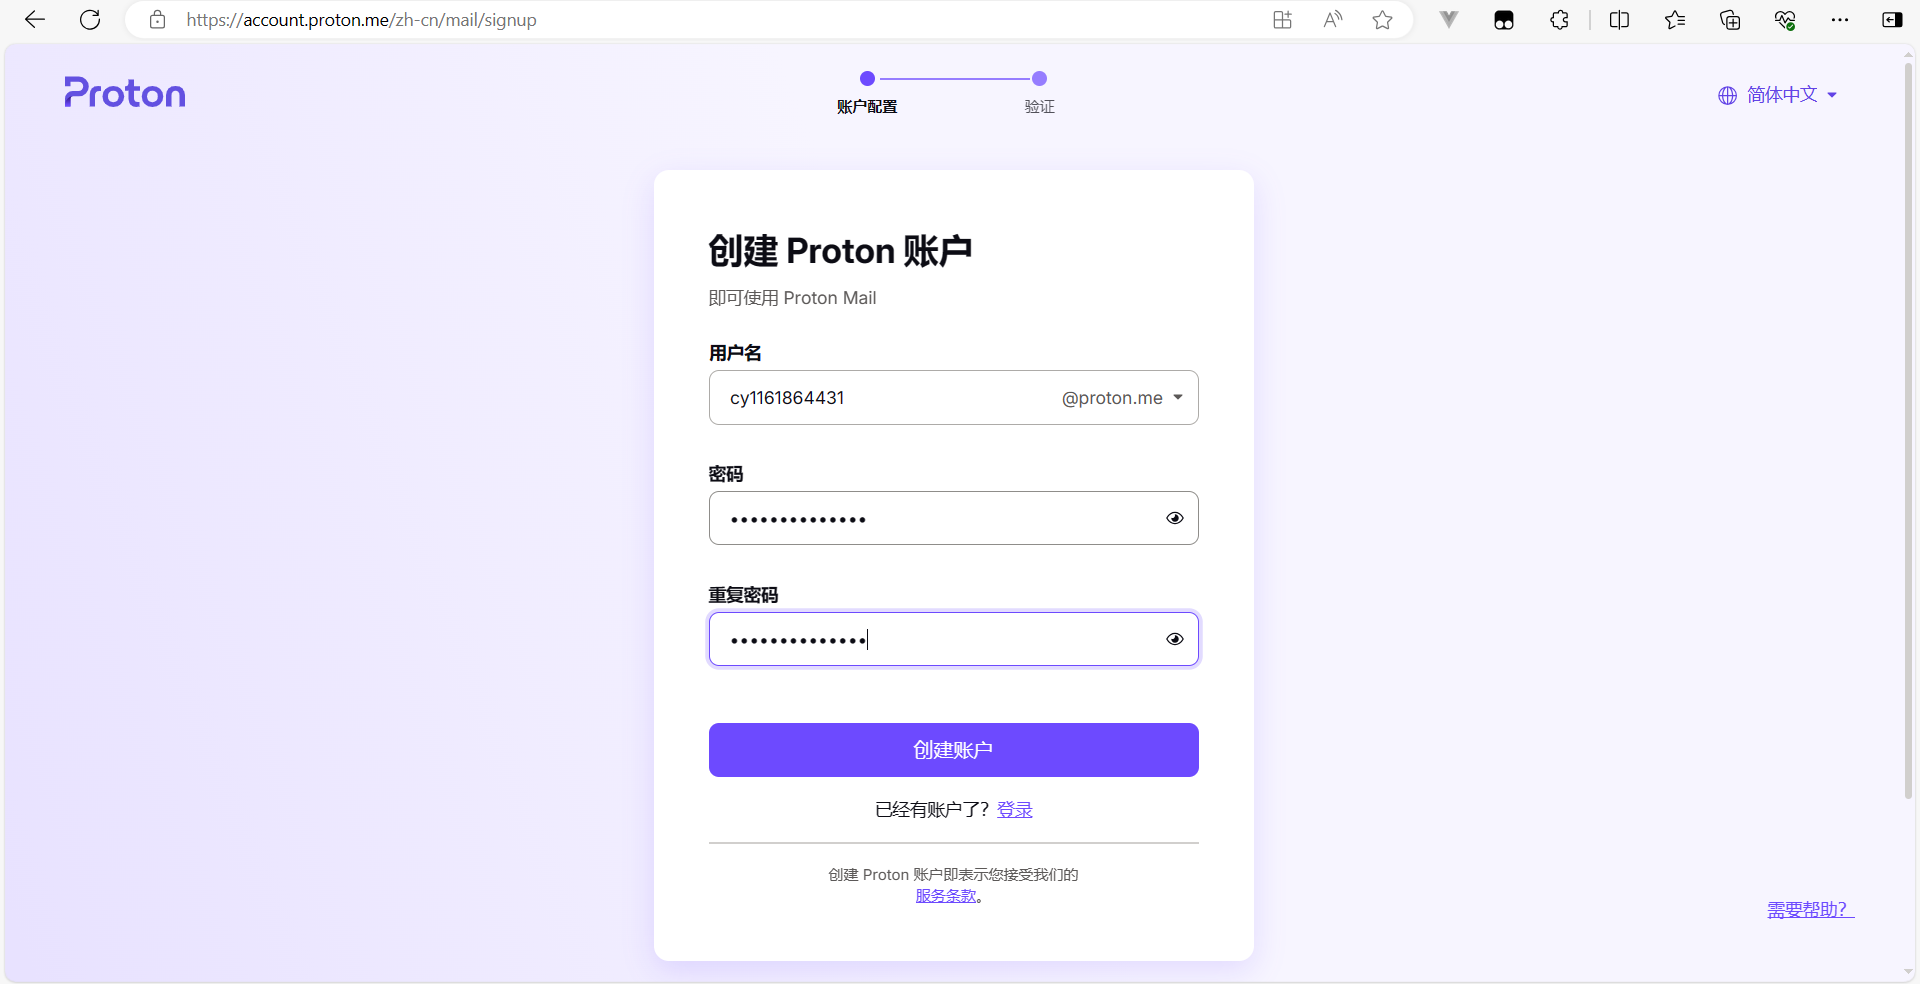 https://account.proton.me/zh-cn/mail/signup
Proton
账户配置
验证
简体中文
创建 Proton 账户
即可使用 Proton Mail
用户名
cy1161864431
@proton.me
密码
••••••••••••••
重复密码
••••••••••••••
创建账户
已经有账户了？登录
创建 Proton 账户即表示您接受我们的
服务条款。
需要帮助？